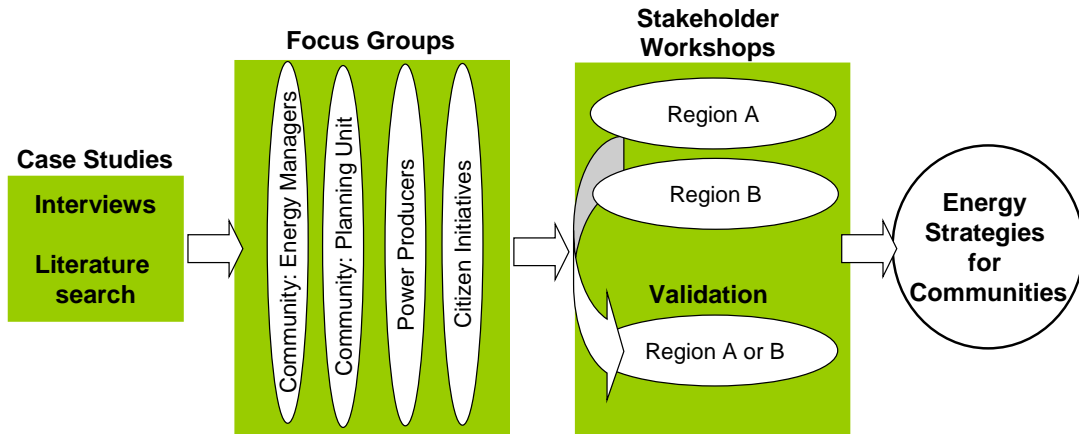 Case Studies
Interviews
Literature
search
Focus Groups
Community: Energy Managers
Community: Planning Unit
Power Producers
Citizen Initiatives
Stakeholder
Workshops
Region A
Region B
Validation
Region A or B
Energy
Strategies
for
Communities